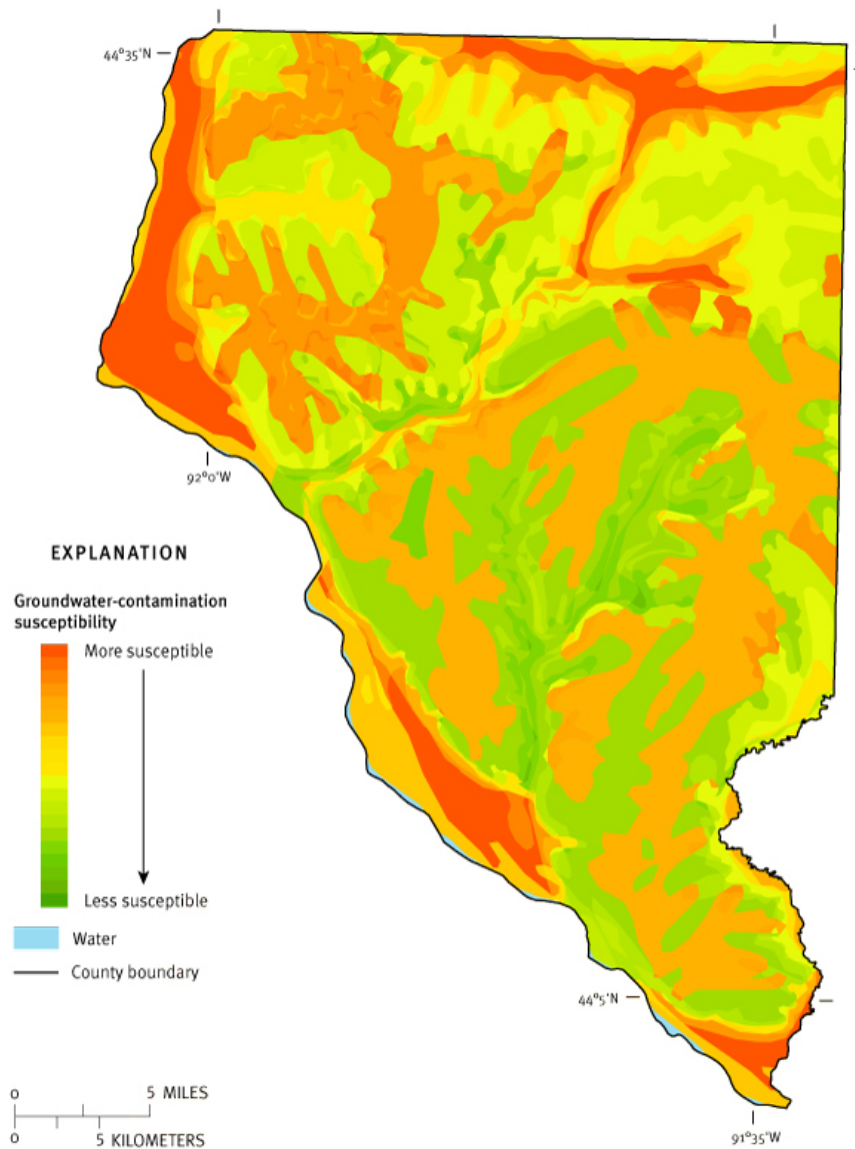 44°35'N
92°0'W
EXPLANATION
Groundwater-contamination
susceptibility
More susceptible
Less susceptible
Water
County boundary
44°5'N
0 5 MILES
0 5 KILOMETERS
91°35'W